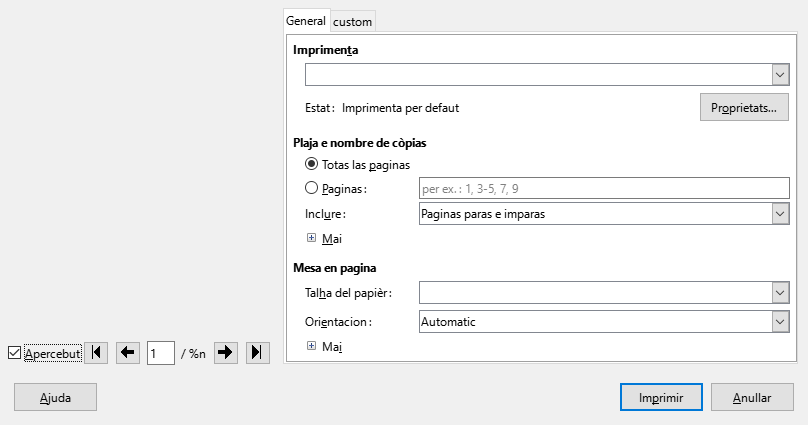 General custom
Imprimenta
Estat : Imprimenta per defaut Proprietats...
Plaja e nombre de còpias
Totas las paginas
Paginas : per ex. : 1, 3-5, 7, 9
Inclure : Paginas paras e imparas
Mai
Mesa en pagina
Talha del papièr :
Orientacion : Automatic
Mai
Apercebut 1 / %n
Ajuda Imprimir Anullar